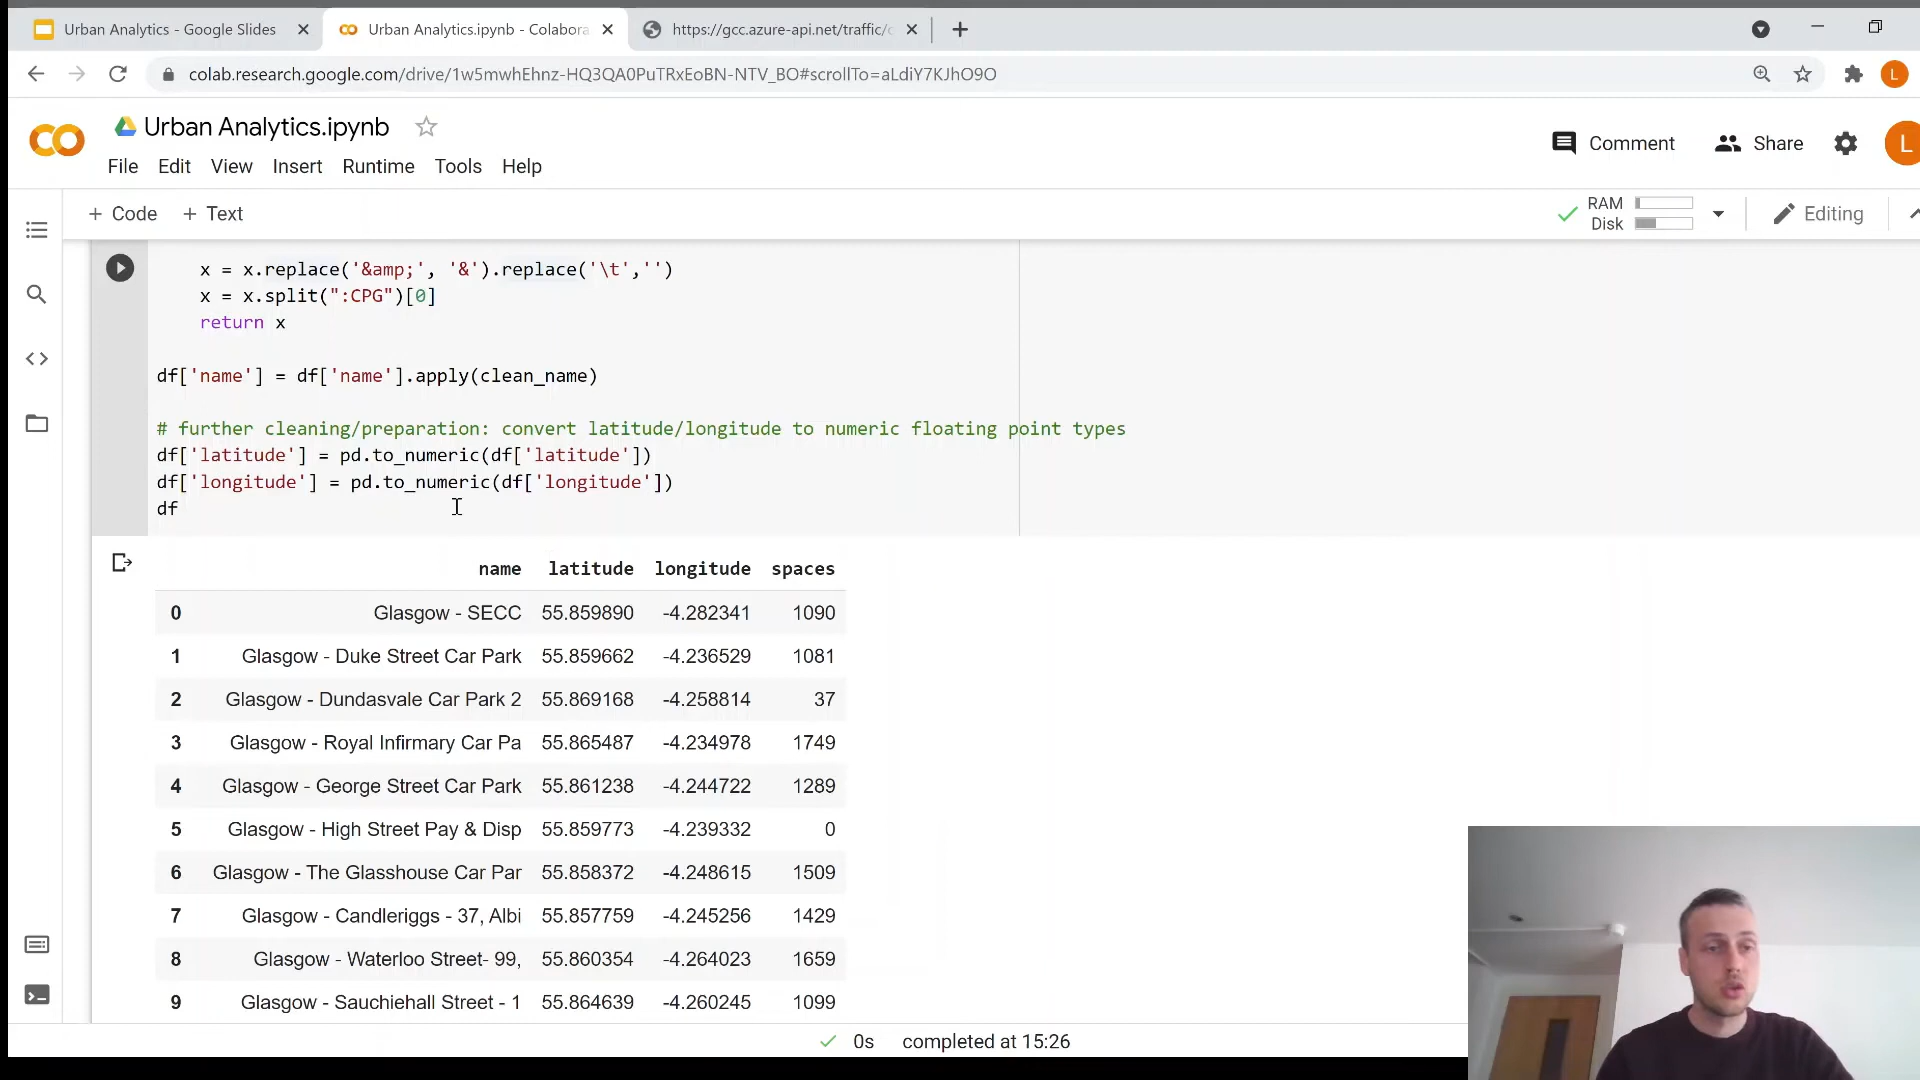 Urban Analytics - Google Slides
Urban Analytics.ipynb - Colabora
https://gcc.azure-api.net/traffic/c
colab.research.google.com/drive/1w5mwhEhnz-HQ3QA0PuTRxEoBN-NTV_BO#scrollTo=aLdiY7KJhO9O
L
Urban Analytics.ipynb
Comment
Share
L
File Edit View Insert Runtime Tools Help
+ Code + Text
RAM
Disk
Editing
x = x.replace('&amp;', '&').replace('\t','')
x = x.split(":CPG")[0]
return x
df['name'] = df['name'].apply(clean_name)
# further cleaning/preparation: convert latitude/longitude to numeric floating point types
df['latitude'] = pd.to_numeric(df['latitude'])
df['longitude'] = pd.to_numeric(df['longitude'])
df
name latitude longitude spaces
0 Glasgow - SECC 55.859890 -4.282341 1090
1 Glasgow - Duke Street Car Park 55.859662 -4.236529 1081
2 Glasgow - Dundasvale Car Park 2 55.869168 -4.258814 37
3 Glasgow - Royal Infirmary Car Pa 55.865487 -4.234978 1749
4 Glasgow - George Street Car Park 55.861238 -4.244722 1289
5 Glasgow - High Street Pay & Disp 55.859773 -4.239332 0
6 Glasgow - The Glasshouse Car Par 55.858372 -4.248615 1509
7 Glasgow - Candleriggs - 37, Albi 55.857759 -4.245256 1429
8 Glasgow - Waterloo Street- 99, 55.860354 -4.264023 1659
9 Glasgow - Sauchiehall Street - 1 55.864639 -4.260245 1099
0s completed at 15:26